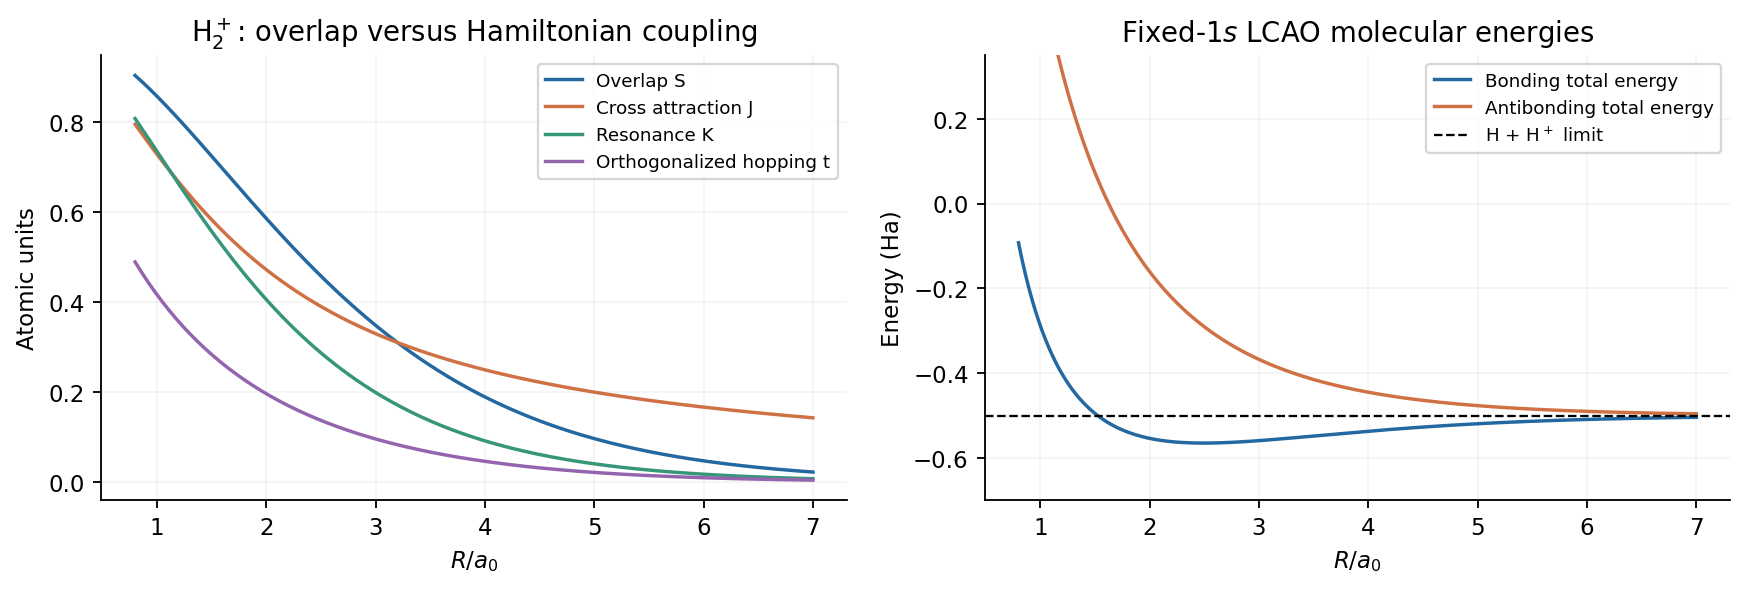 H₂⁺: overlap versus Hamiltonian coupling
Atomic units
0.8
0.6
0.4
0.2
0.0
Overlap S
Cross attraction J
Resonance K
Orthogonalized hopping t
1 2 3 4 5 6 7
R/a₀
Fixed-1s LCAO molecular energies
Energy (Ha)
0.2
0.0
−0.2
−0.4
−0.6
Bonding total energy
Antibonding total energy
H + H⁺ limit
1 2 3 4 5 6 7
R/a₀